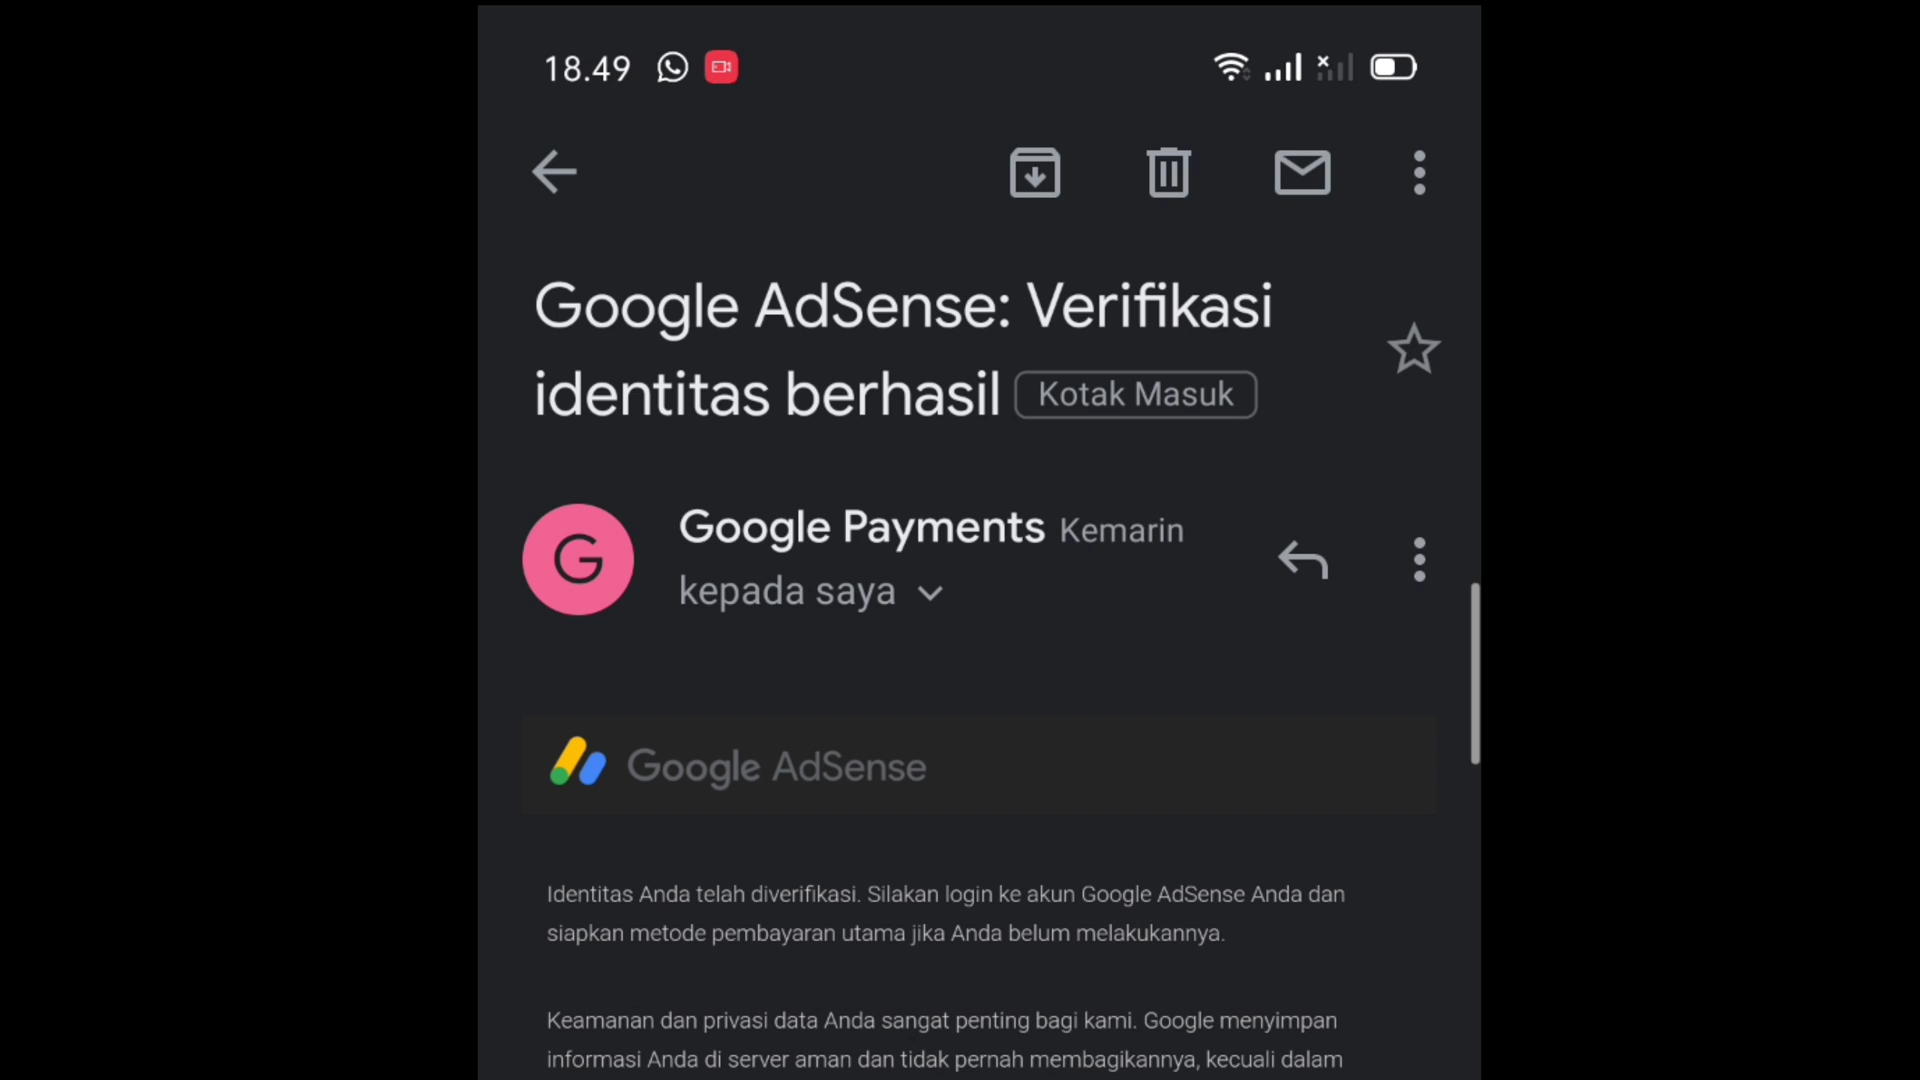 18.49
Google AdSense: Verifikasi
identitas berhasil Kotak Masuk
G
Google Payments Kemarin
kepada saya
Google AdSense
Identitas Anda telah diverifikasi. Silakan login ke akun Google AdSense Anda dan
siapkan metode pembayaran utama jika Anda belum melakukannya.
Keamanan dan privasi data Anda sangat penting bagi kami. Google menyimpan
informasi Anda di server aman dan tidak pernah membagikannya, kecuali dalam